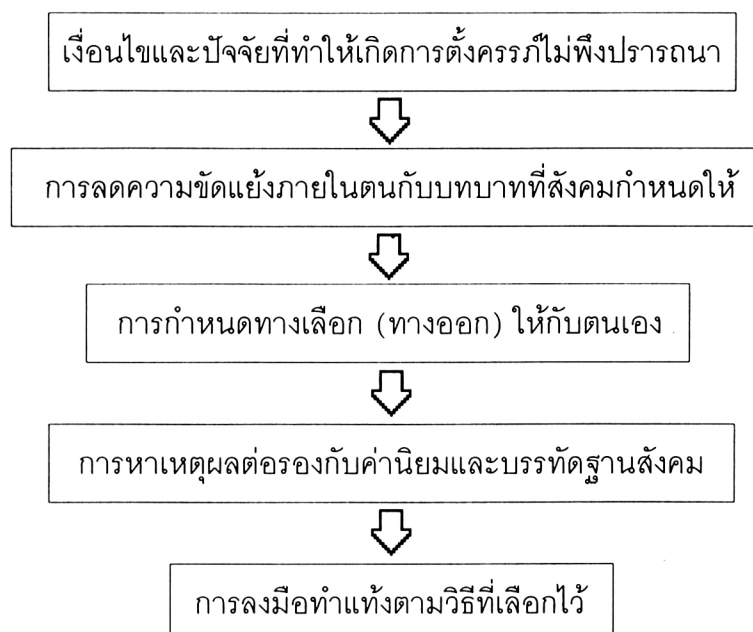 เงื่อนไขและปัจจัยที่ทำให้เกิดการตั้งครรภ์ไม่พึงปรารถนา
การลดความขัดแย้งภายในตนกับบทบาทที่สังคมกำหนดให้
การกำหนดทางเลือก (ทางออก) ให้กับตนเอง
การหาเหตุผลต่อรองกับค่านิยมและบรรทัดฐานสังคม
การลงมือทำแท้งตามวิธีที่เลือกไว้